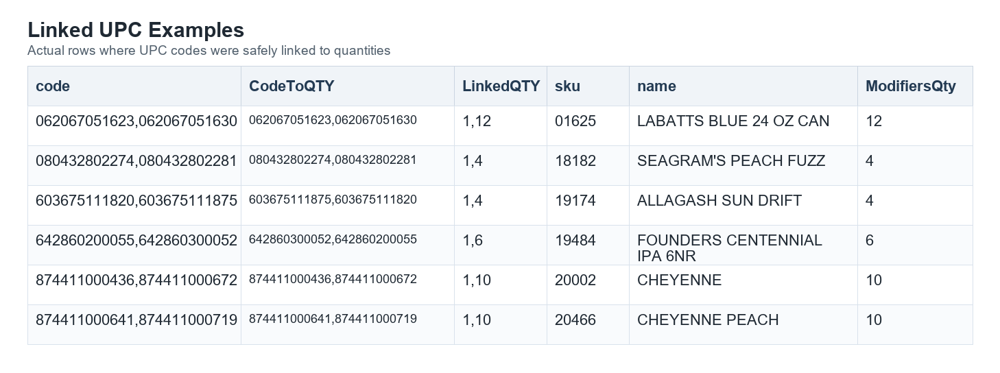 Linked UPC Examples
Actual rows where UPC codes were safely linked to quantities
code CodeToQTY LinkedQTY sku name ModifiersQty
062067051623,062067051630 062067051623,062067051630 1,12 01625 LABATTS BLUE 24 OZ CAN 12
080432802274,080432802281 080432802274,080432802281 1,4 18182 SEAGRAM'S PEACH FUZZ 4
603675111820,603675111875 603675111875,603675111820 1,4 19174 ALLAGASH SUN DRIFT 4
642860200055,642860300052 642860300052,642860200055 1,6 19484 FOUNDERS CENTENNIAL 6
IPA 6NR
874411000436,874411000672 874411000436,874411000672 1,10 20002 CHEYENNE 10
874411000641,874411000719 874411000641,874411000719 1,10 20466 CHEYENNE PEACH 10